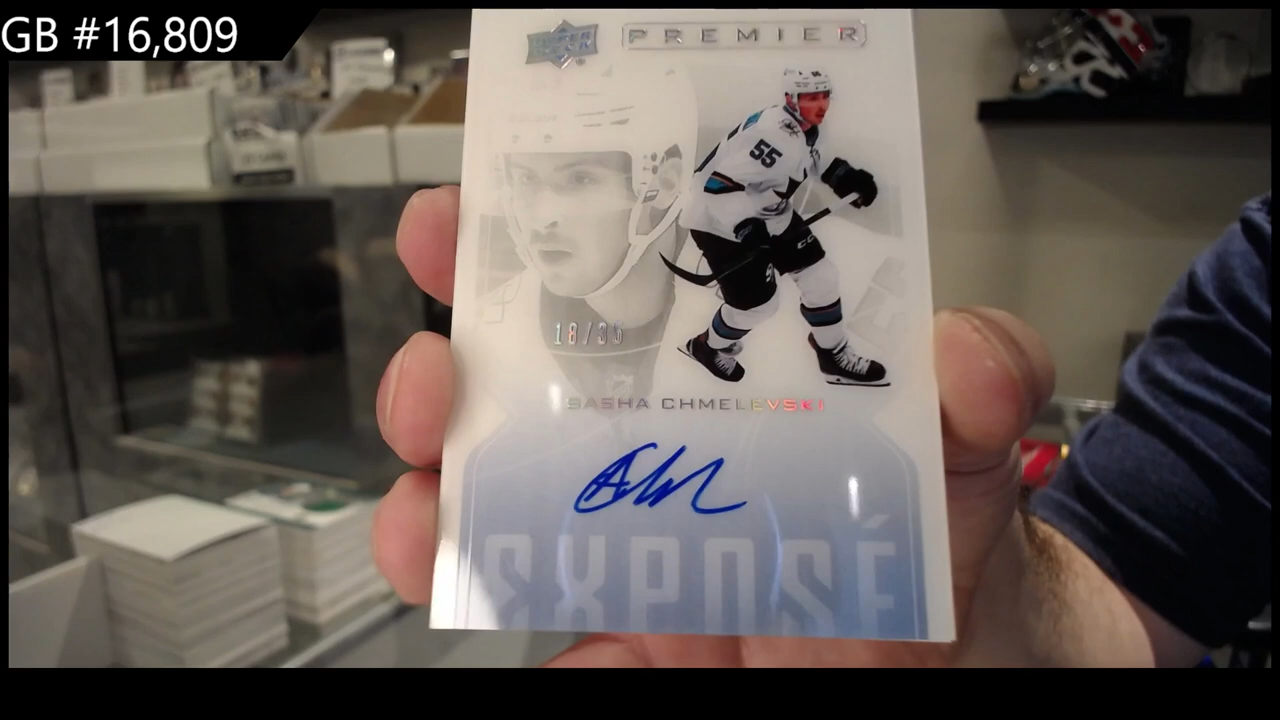 GB #16,809
UPPER DECK
PREMIER
55
18/35
SASHA CHMELEVSKI
EXPOSÉ